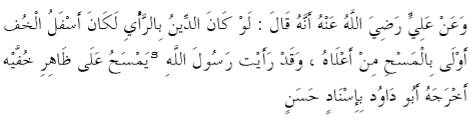 وَعَنْ عَلِيٍّ رَضِيَ اللَّهُ عَنْهُ أَنَّهُ قَالَ : لَوْ كَانَ الدِّينُ بِالرَّأْيِ لَكَانَ أَسْفَلُ الْخُف
أَوْلَى بِالْمَسْحِ مِنْ أَعْلَاهُ ، وَقَدْ رَأَيْت رَسُولَ اللَّهِ ﷺ يَمْسَحُ عَلَى ظَاهِرِ خُفَّيْه
أَخْرَجَهُ أَبُو دَاوُد بِإِسْنَادٍ حَسَنٍ